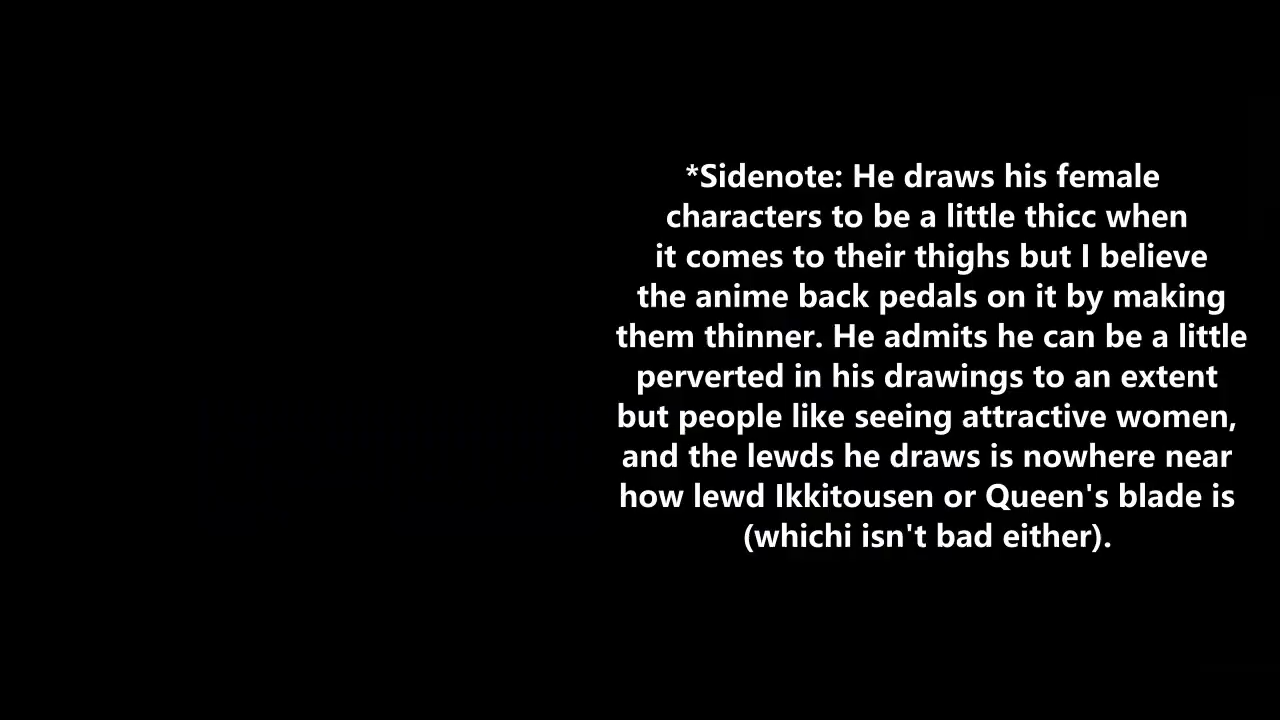 *Sidenote: He draws his female
characters to be a little thicc when
it comes to their thighs but I believe
the anime back pedals on it by making
them thinner. He admits he can be a little
perverted in his drawings to an extent
but people like seeing attractive women,
and the lewds he draws is nowhere near
how lewd Ikkitousen or Queen's blade is
(whichi isn't bad either).